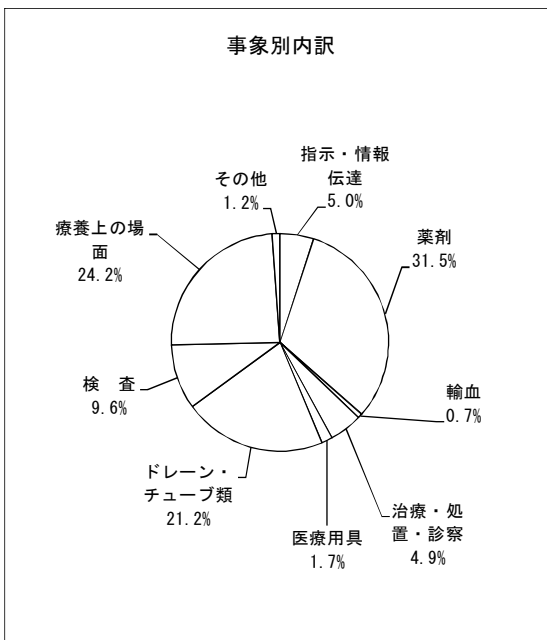 事象別内訳
指示・情報
伝達
5.0%
薬剤
31.5%
輸血
0.7%
治療・処
置・診察
4.9%
医療用具
1.7%
ドレーン・
チューブ類
21.2%
検　査
9.6%
療養上の場
面
24.2%
その他
1.2%